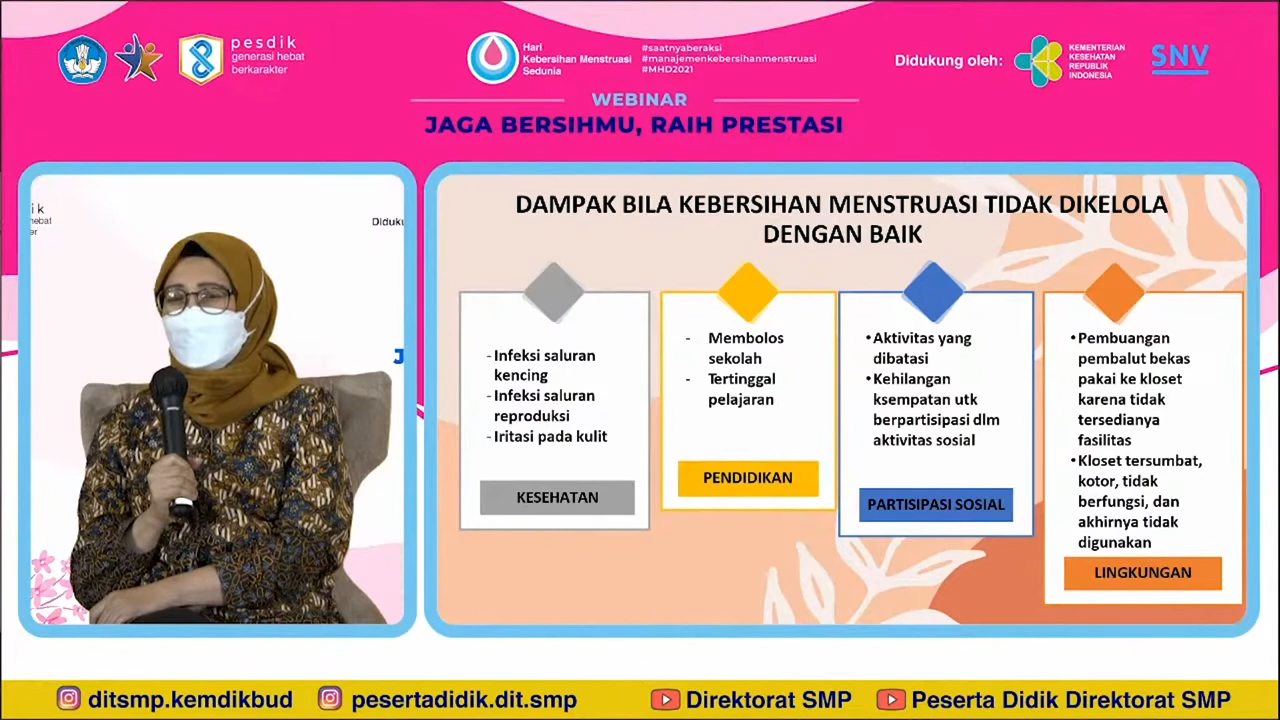 pesdik
generasi hebat
berkarakter
Hari
Kebersihan Menstruasi
Sedunia
#saatnyaberaksi
#manajemenkebersihanmenstruasi
#MHD2021
Didukung oleh:
KEMENTERIAN
KESEHATAN
REPUBLIK
INDONESIA
SNV
WEBINAR
JAGA BERSIHMU, RAIH PRESTASI
ik
hebat
er
Diduku
J
DAMPAK BILA KEBERSIHAN MENSTRUASI TIDAK DIKELOLA
DENGAN BAIK
- Infeksi saluran
kencing
- Infeksi saluran
reproduksi
- Iritasi pada kulit
KESEHATAN
- Membolos
sekolah
- Tertinggal
pelajaran
PENDIDIKAN
•Aktivitas yang
dibatasi
•Kehilangan
ksempatan utk
berpartisipasi dlm
aktivitas sosial
PARTISIPASI SOSIAL
•Pembuangan
pembalut bekas
pakai ke kloset
karena tidak
tersedianya
fasilitas
•Kloset tersumbat,
kotor, tidak
berfungsi, dan
akhirnya tidak
digunakan
LINGKUNGAN
ditsmp.kemdikbud
pesertadidik.dit.smp
Direktorat SMP
Peserta Didik Direktorat SMP